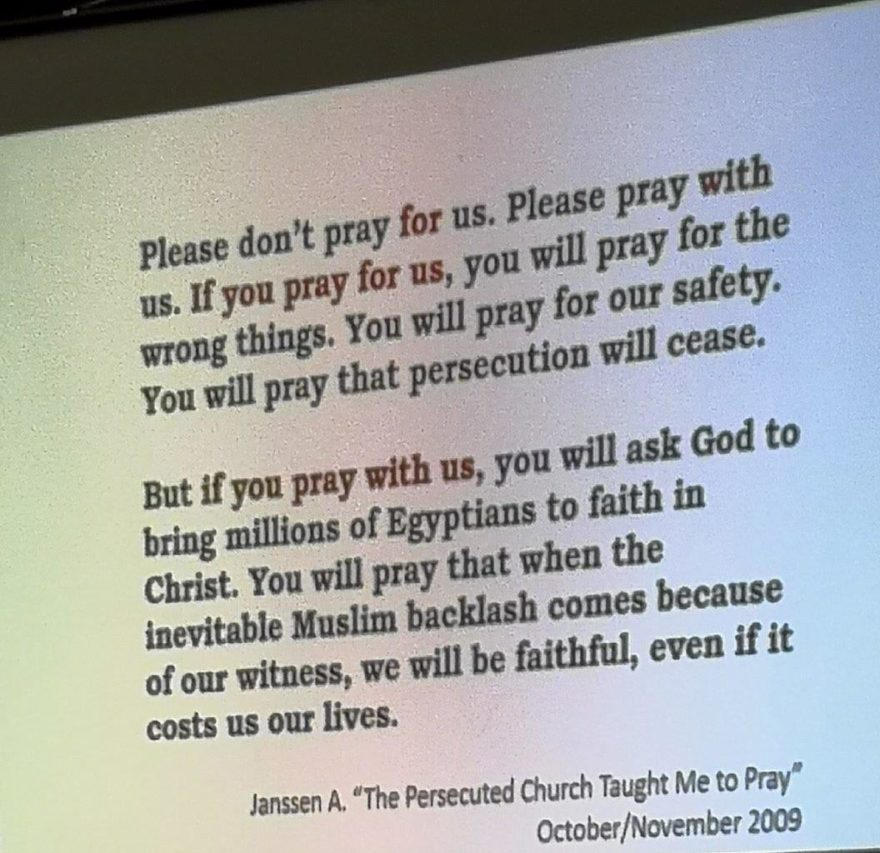 Please don't pray for us. Please pray with
us. If you pray for us, you will pray for the
wrong things. You will pray for our safety.
You will pray that persecution will cease.
But if you pray with us, you will ask God to
bring millions of Egyptians to faith in
Christ. You will pray that when the
inevitable Muslim backlash comes because
of our witness, we will be faithful, even if it
costs us our lives.
Janssen A. “The Persecuted Church Taught Me to Pray”
October/November 2009